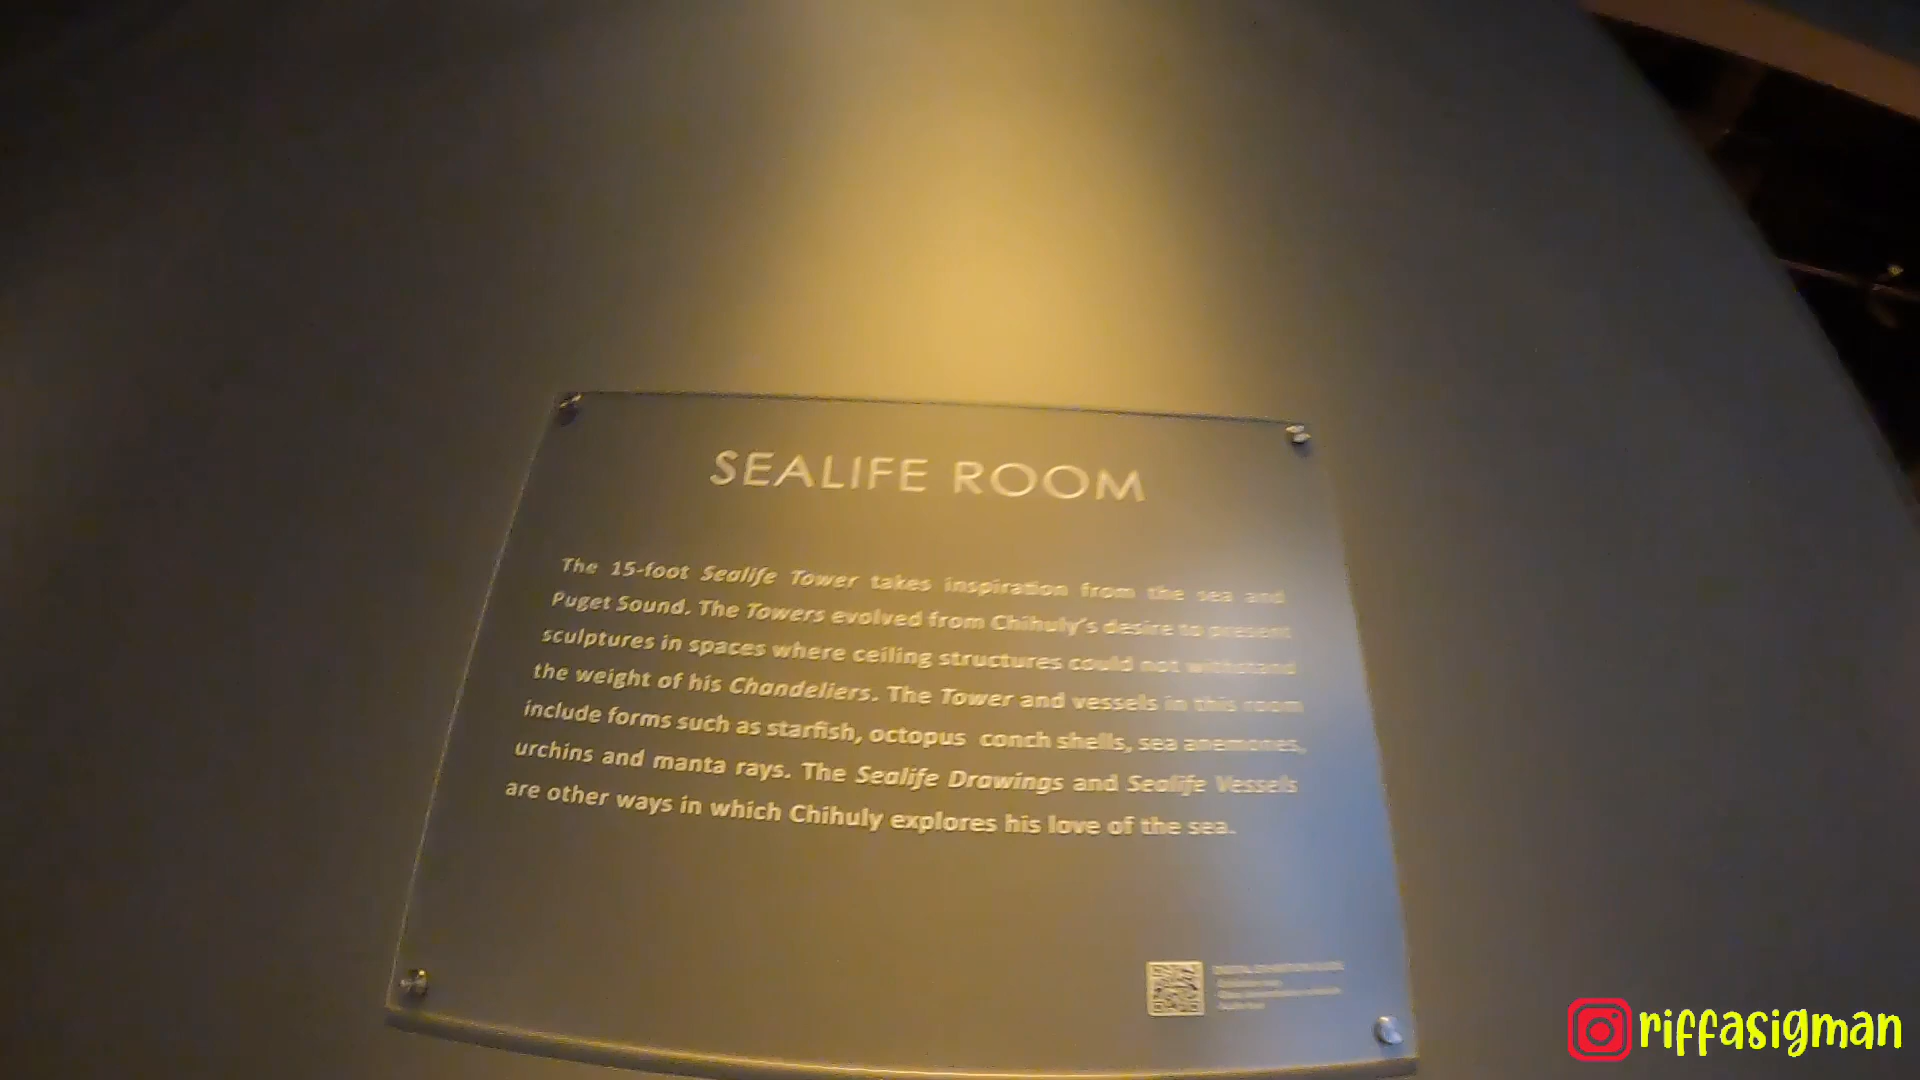 SEALIFE ROOM
The 15-foot Sealife Tower takes inspiration from the sea and
Puget Sound. The Towers evolved from Chihuly's desire to present
sculptures in spaces where ceiling structures could not withstand
the weight of his Chandeliers. The Tower and vessels in this room
include forms such as starfish, octopus conch shells, sea anemones,
urchins and manta rays. The Sealife Drawings and Sealife Vessels
are other ways in which Chihuly explores his love of the sea.
riffasigman